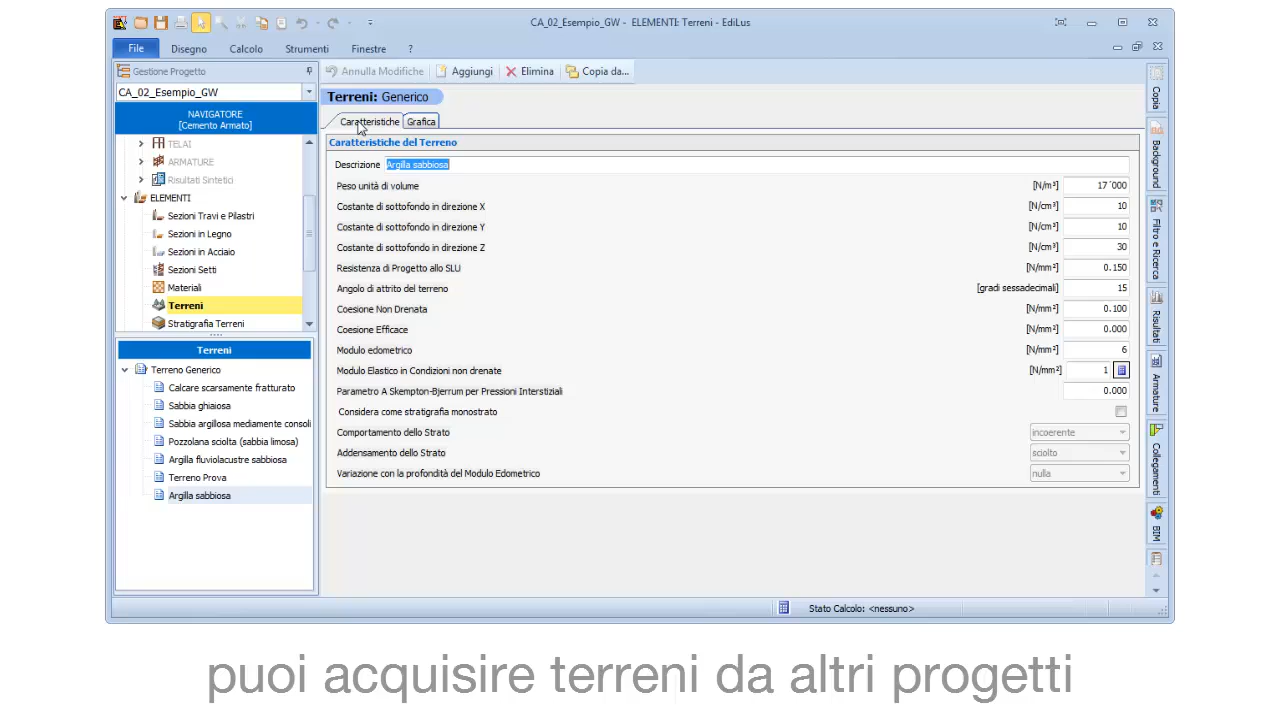 CA_02_Esempio_GW - ELEMENTI: Terreni - EdiLus
File Disegno Calcolo Strumenti Finestre ?
Gestione Progetto
Annulla Modifiche Aggiungi Elimina Copia da...
CA_02_Esempio_GW
Terreni: Generico
NAVIGATORE
[Cemento Armato]
Caratteristiche Grafica
TELAI
ARMATURE
Risultati Sintetici
ELEMENTI
Sezioni Travi e Pilastri
Sezioni in Legno
Sezioni in Acciaio
Sezioni Setti
Materiali
Terreni
Stratigrafia Terreni
Terreni
Terreno Generico
Calcare scarsamente fratturato
Sabbia ghiaiosa
Sabbia argillosa mediamente consoli
Pozzolana sciolta (sabbia limosa)
Argilla fluviolacustre sabbiosa
Terreno Prova
Argilla sabbiosa
Caratteristiche del Terreno
Descrizione Argilla sabbiosa
Peso unità di volume [N/m³] 17´000
Costante di sottofondo in direzione X [N/cm³] 10
Costante di sottofondo in direzione Y [N/cm³] 10
Costante di sottofondo in direzione Z [N/cm³] 30
Resistenza di Progetto allo SLU [N/mm²] 0.150
Angolo di attrito del terreno [gradi sessadecimali] 15
Coesione Non Drenata [N/mm²] 0.100
Coesione Efficace [N/mm²] 0.000
Modulo edometrico [N/mm²] 6
Modulo Elastico in Condizioni non drenate [N/mm²] 1
Parametro A Skempton-Bjerrum per Pressioni Interstiziali 0.000
Considera come stratigrafia monostrato
Comportamento dello Strato incoerente
Addensamento dello Strato sciolto
Variazione con la profondità del Modulo Edometrico nulla
Copia
Background
Filtro e Ricerca
Risultati
Armature
Collegamenti
BIM
Stato Calcolo: <nessuno>
puoi acquisire terreni da altri progetti